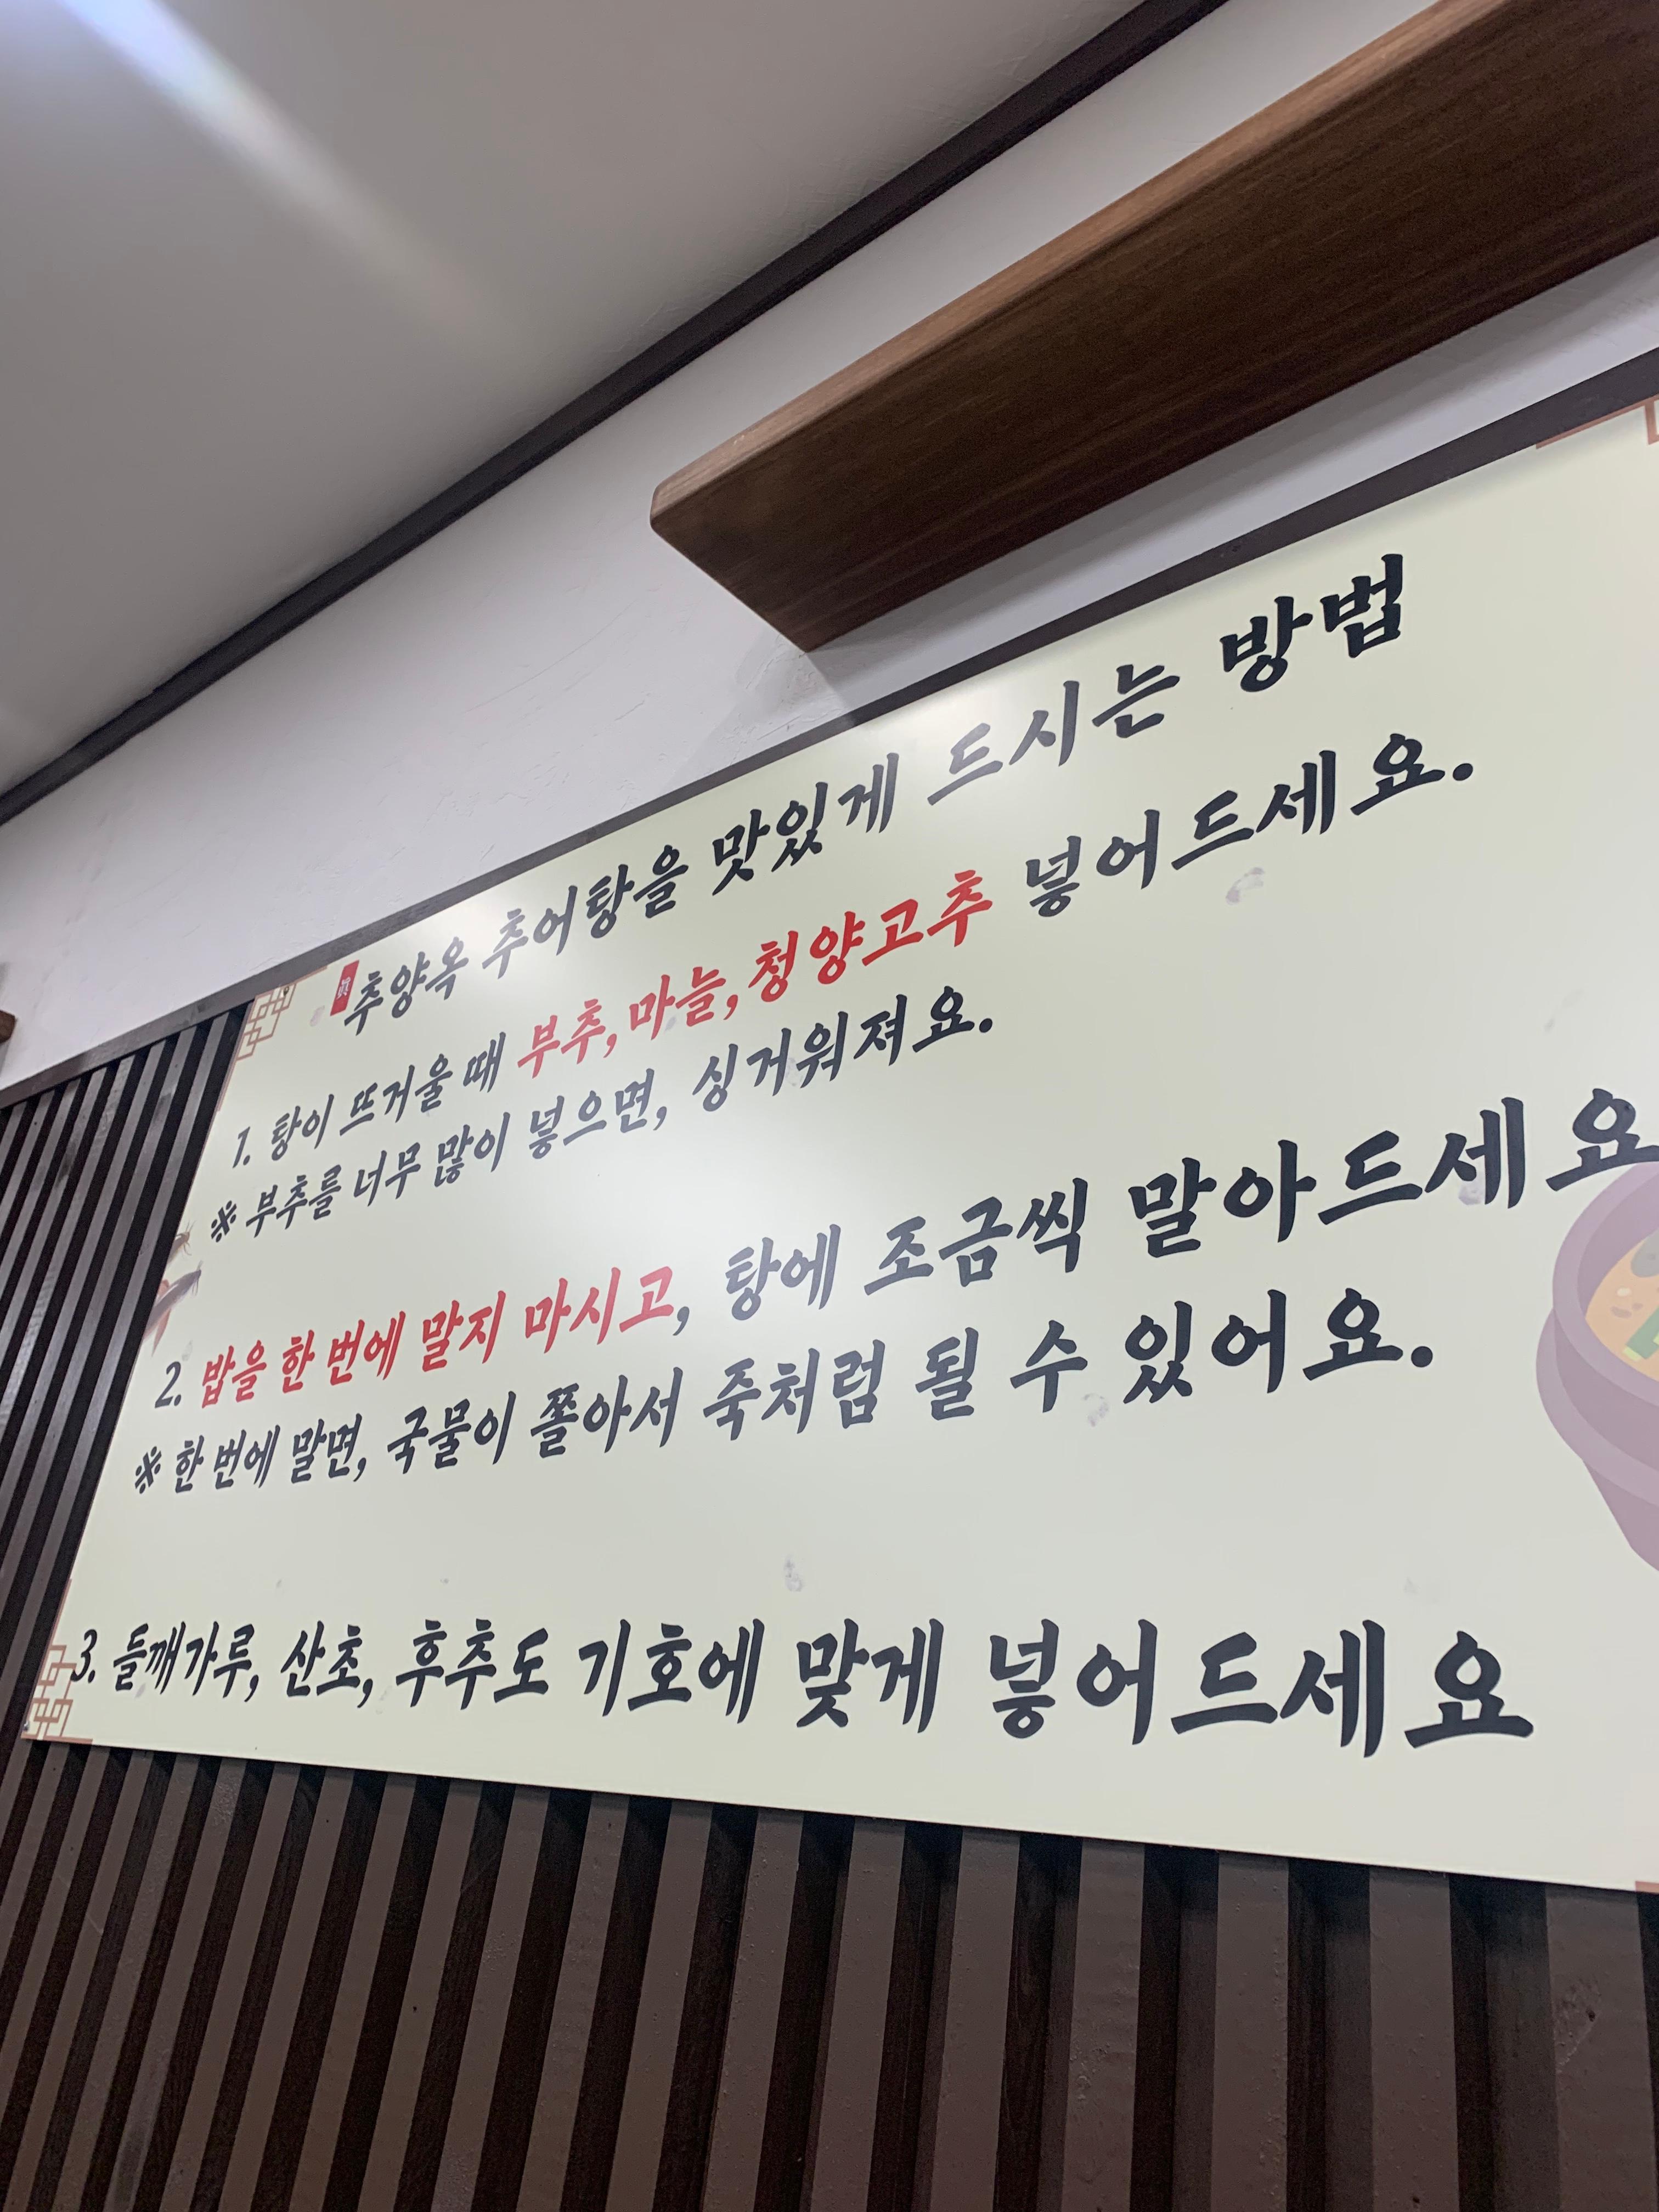 추양옥 추어탕을 맛있게 드시는 방법
1. 탕이 뜨거울 때 부추, 마늘, 청양고추 넣어드세요.
※ 부추를 너무 많이 넣으면, 싱거워져요.
2. 밥을 한 번에 말지 마시고, 탕에 조금씩 말아드세요
※ 한 번에 말면, 국물이 쫄아서 죽처럼 될 수 있어요.
3. 들깨가루, 산초, 후추도 기호에 맞게 넣어드세요